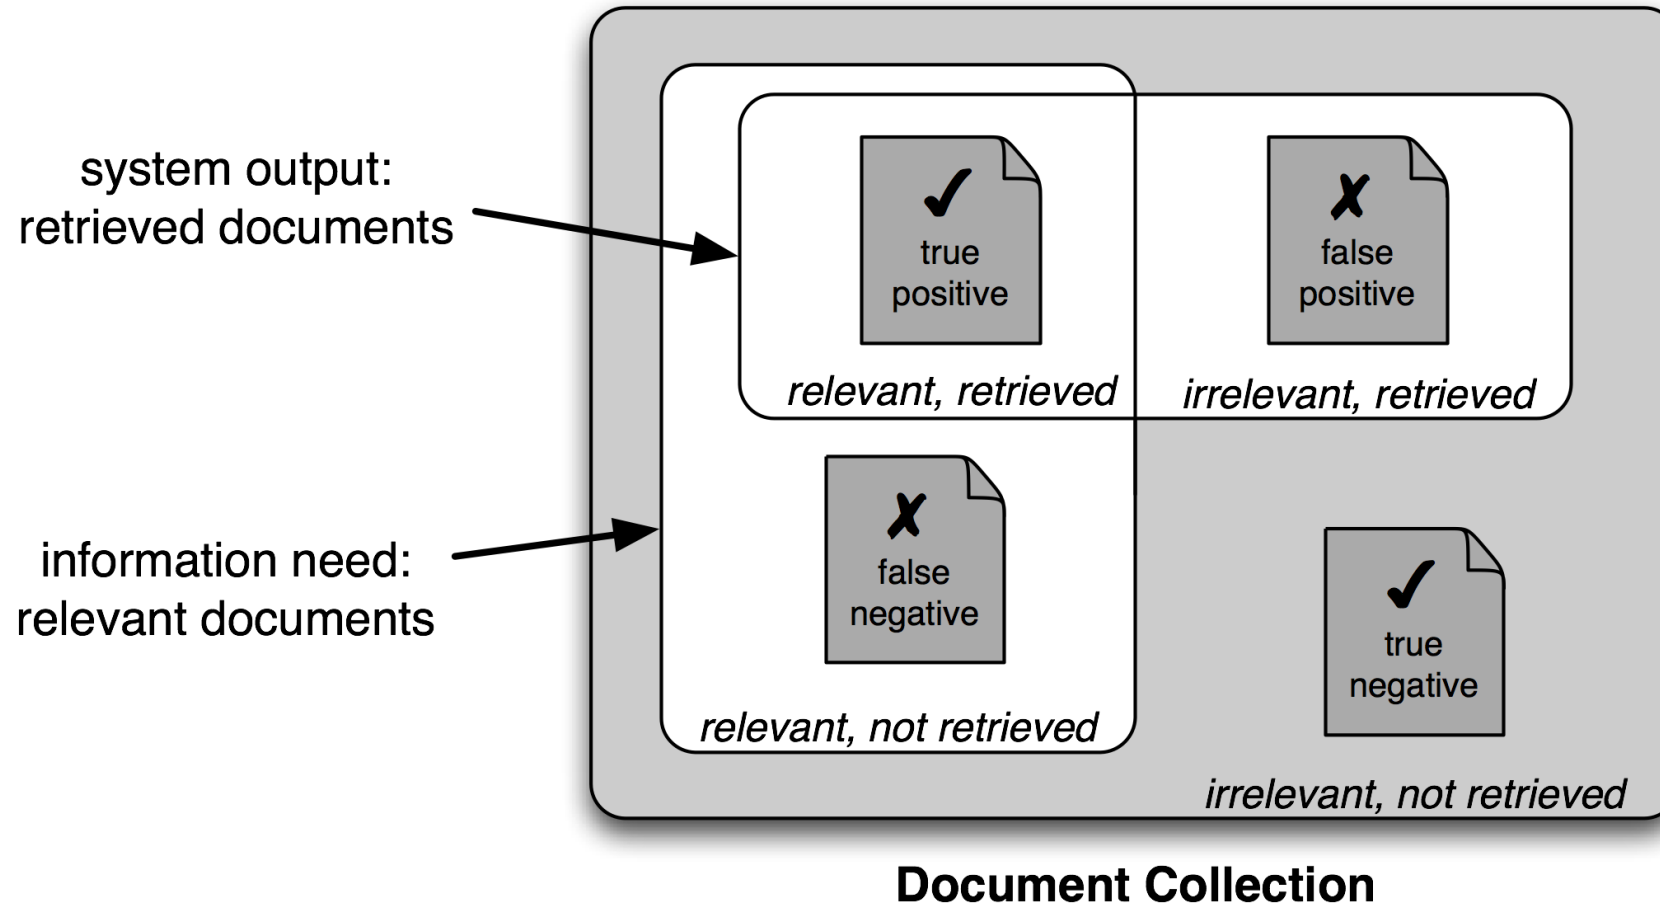 system output:
retrieved documents
✓
true
positive
relevant, retrieved
✗
false
positive
irrelevant, retrieved
information need:
relevant documents
✗
false
negative
relevant, not retrieved
✓
true
negative
irrelevant, not retrieved
Document Collection